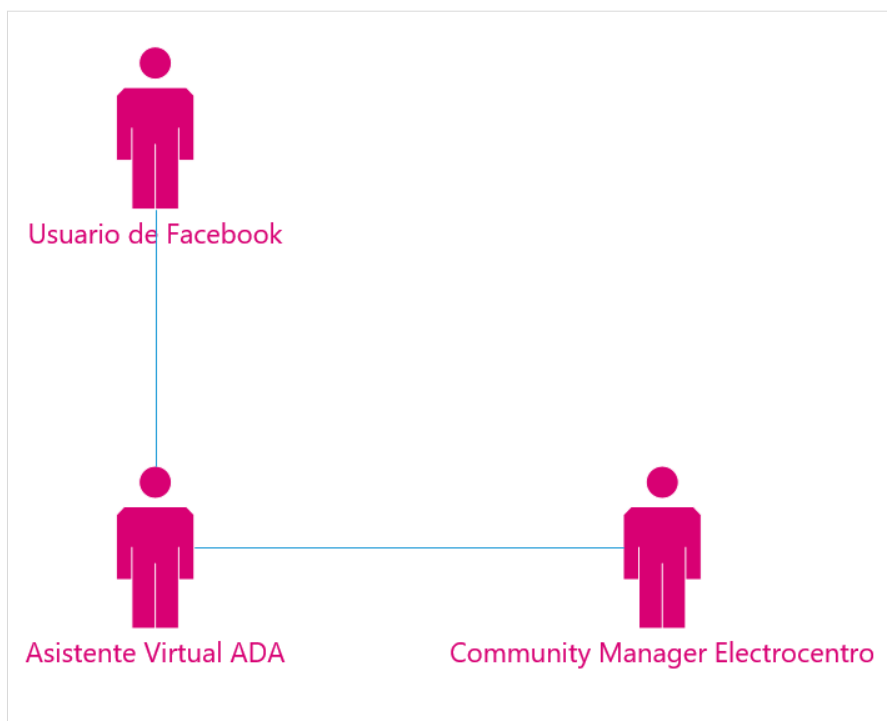 Usuario de Facebook
Asistente Virtual ADA
Community Manager Electrocentro